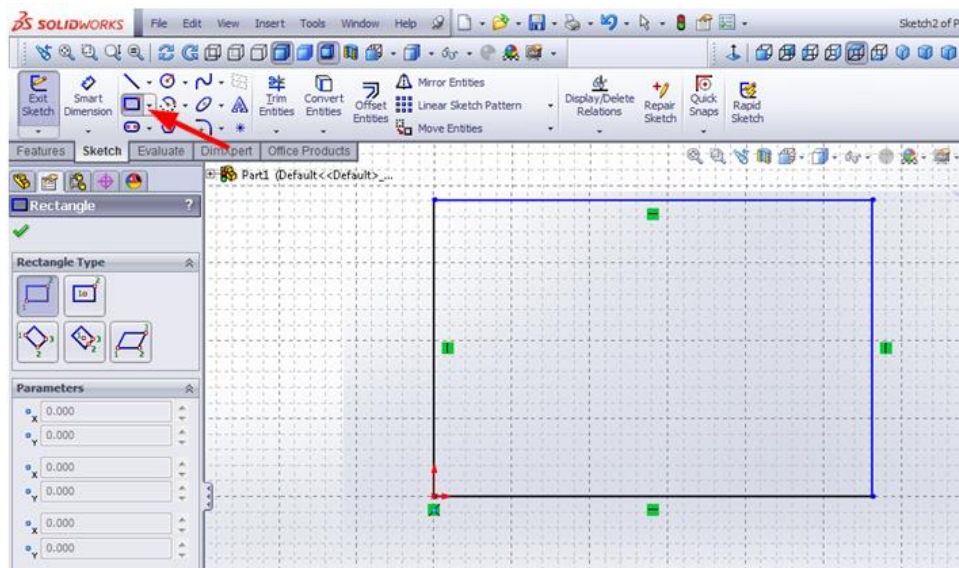 SOLIDWORKS File Edit View Insert Tools Window Help Sketch2 of P
Exit Sketch
Smart Dimension
Trim Entities
Convert Entities
Offset Entities
Mirror Entities
Linear Sketch Pattern
Move Entities
Display/Delete Relations
Repair Sketch
Quick Snaps
Rapid Sketch
Features Sketch Evaluate DimXpert Office Products
Part1 (Default<<Default>_...
Rectangle ?
Rectangle Type
Parameters
x 0.000
Y 0.000
x 0.000
Y 0.000
x 0.000
Y 0.000